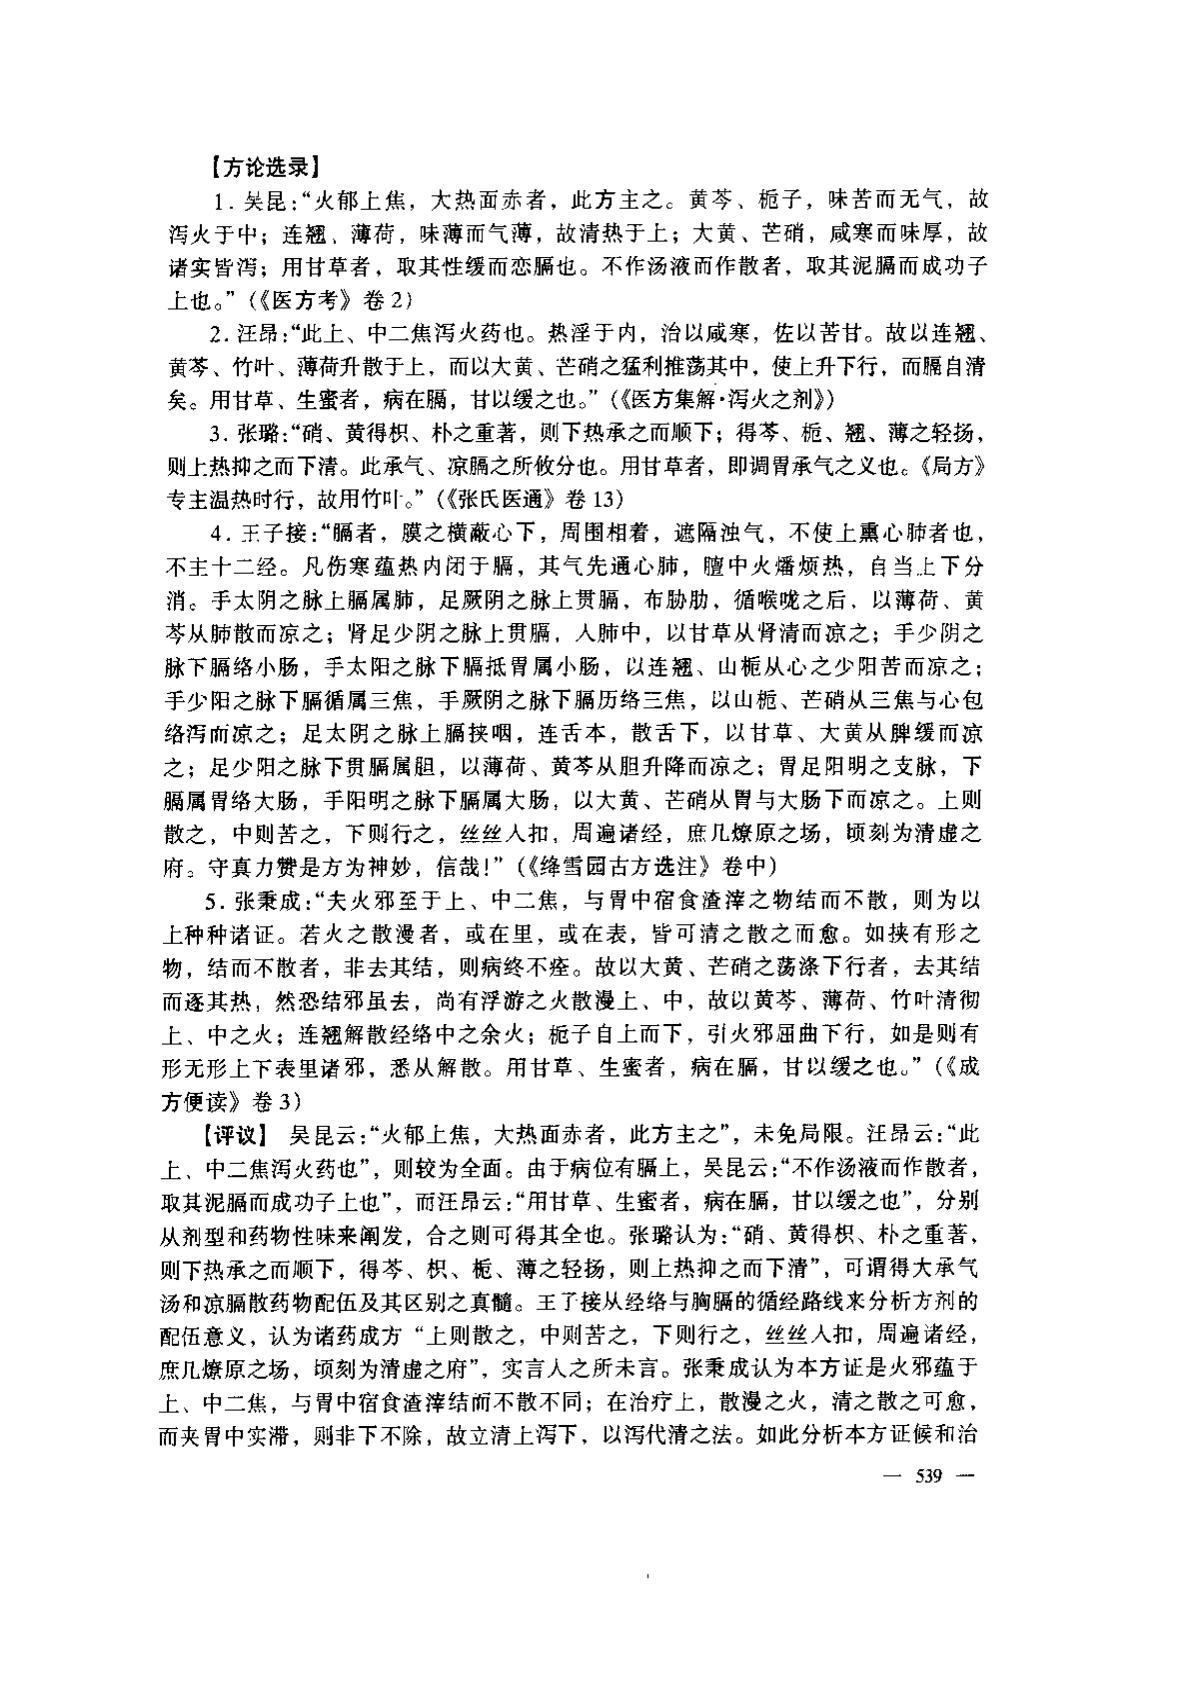 【方论选录】
1. 吴昆：“火郁上焦，大热面赤者，此方主之。黄芩、栀子，味苦而无气，故
泻火于中；连翘、薄荷，味薄而气薄，故清热于上；大黄、芒硝，咸寒而味厚，故
诸实皆泻；用甘草者，取其性缓而恋膈也。不作汤液而作散者，取其泥膈而成功子
上也。”（《医方考》卷 2）
2. 汪昂：“此上、中二焦泻火药也。热淫于内，治以咸寒，佐以苦甘。故以连翘、
黄芩、竹叶、薄荷升散于上，而以大黄、芒硝之猛利推荡其中，使上升下行，而膈自清
矣。用甘草、生蜜者，病在膈，甘以缓之也。”（《医方集解·泻火之剂》）
3. 张璐：“硝、黄得枳、朴之重著，则下热承之而顺下；得芩、栀、翘、薄之轻扬，
则上热抑之而下清。此承气、凉膈之所攸分也。用甘草者，即调胃承气之义也。《局方》
专主温热时行，故用竹叶。”（《张氏医通》卷 13）
4. 王子接：“膈者，膜之横蔽心下，周围相着，遮隔浊气，不使上熏心肺者也，
不主十二经。凡伤寒蕴热内闭于膈，其气先通心肺，膻中火燔烦热，自当上下分
消。手太阴之脉上膈属肺，足厥阴之脉上贯膈，布胁肋，循喉咙之后，以薄荷、黄
芩从肺散而凉之；肾足少阴之脉上贯膈，人肺中，以甘草从肾清而凉之；手少阴之
脉下膈络小肠，手太阳之脉下膈抵胃属小肠，以连翘、山栀从心之少阳苦而凉之；
手少阳之脉下膈循属三焦，手厥阴之脉下膈历络三焦，以山栀、芒硝从三焦与心包
络泻而凉之；足太阴之脉上膈挟咽，连舌本，散舌下，以甘草、大黄从脾缓而凉
之；足少阳之脉下贯膈属胆，以薄荷、黄芩从胆升降而凉之；胃足阳明之支脉，下
膈属胃络大肠，手阳明之脉下膈属大肠，以大黄、芒硝从胃与大肠下而凉之。上则
散之，中则苦之，下则行之，丝丝人扣，周遍诸经，庶几燎原之场，顷刻为清虚之
府。守真力赞是方为神妙，信哉！”（《绛雪园古方选注》卷中）
5. 张秉成：“夫火邪至于上、中二焦，与胃中宿食渣滓之物结而不散，则为以
上种种诸证。若火之散漫者，或在里，或在表，皆可清之散之而愈。如挟有形之
物，结而不散者，非去其结，则病终不痊。故以大黄、芒硝之荡涤下行者，去其结
而逐其热，然恐结邪虽去，尚有浮游之火散漫上、中，故以黄芩、薄荷、竹叶清彻
上、中之火；连翘解散经络中之余火；栀子自上而下，引火邪屈曲下行，如是则有
形无形上下表里诸邪，悉从解散。用甘草、生蜜者，病在膈，甘以缓之也。”（《成
方便读》卷 3）
【评议】 吴昆云：“火郁上焦，大热面赤者，此方主之”，未免局限。汪昂云：“此
上、中二焦泻火药也”，则较为全面。由于病位有膈上，吴昆云：“不作汤液而作散者，
取其泥膈而成功子上也”，而汪昂云：“用甘草、生蜜者，病在膈，甘以缓之也”，分别
从剂型和药物性味来阐发，合之则可得其全也。张璐认为：“硝、黄得枳、朴之重著，
则下热承之而顺下，得芩、枳、栀、薄之轻扬，则上热抑之而下清”，可谓得大承气
汤和凉膈散药物配伍及其区别之真髓。王了接从经络与胸膈的循经路线来分析方剂的
配伍意义，认为诸药成方“上则散之，中则苦之，下则行之，丝丝人扣，周遍诸经，
庶几燎原之场，顷刻为清虚之府”，实言人之所未言。张秉成认为本方证是火邪蕴于
上、中二焦，与胃中宿食渣滓结而不散不同；在治疗上，散漫之火，清之散之可愈，
而夹胃中实滞，则非下不除，故立清上泻下，以泻代清之法。如此分析本方证候和治
— 539 —